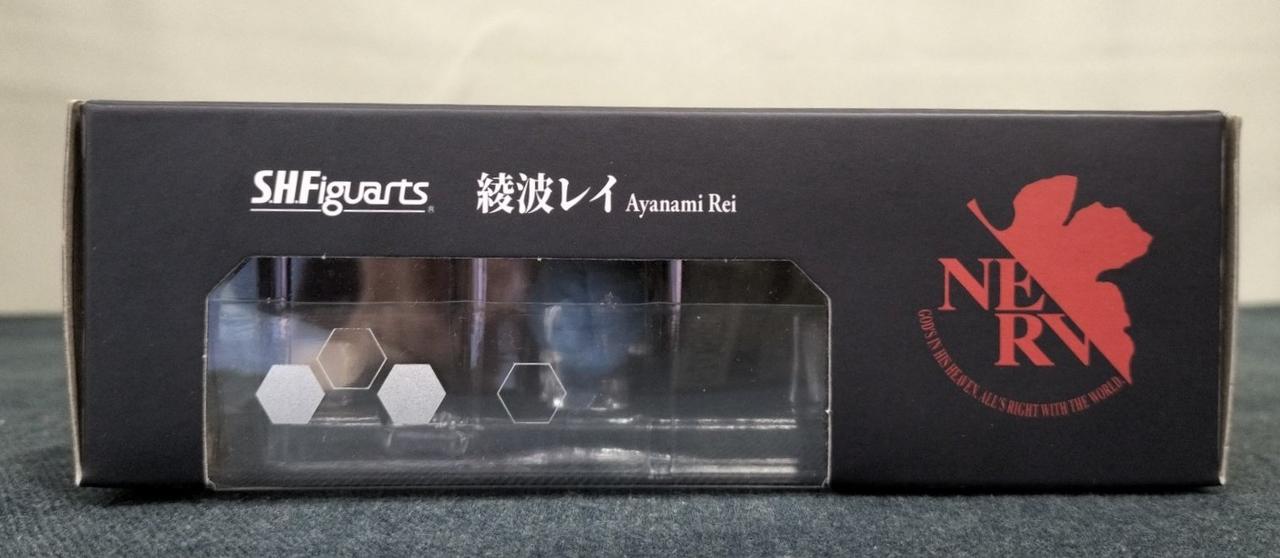 S.H.Figuarts® 綾波レイ Ayanami Rei
NERV
GOD'S IN HIS HEAVEN, ALL'S RIGHT WITH THE WORLD.